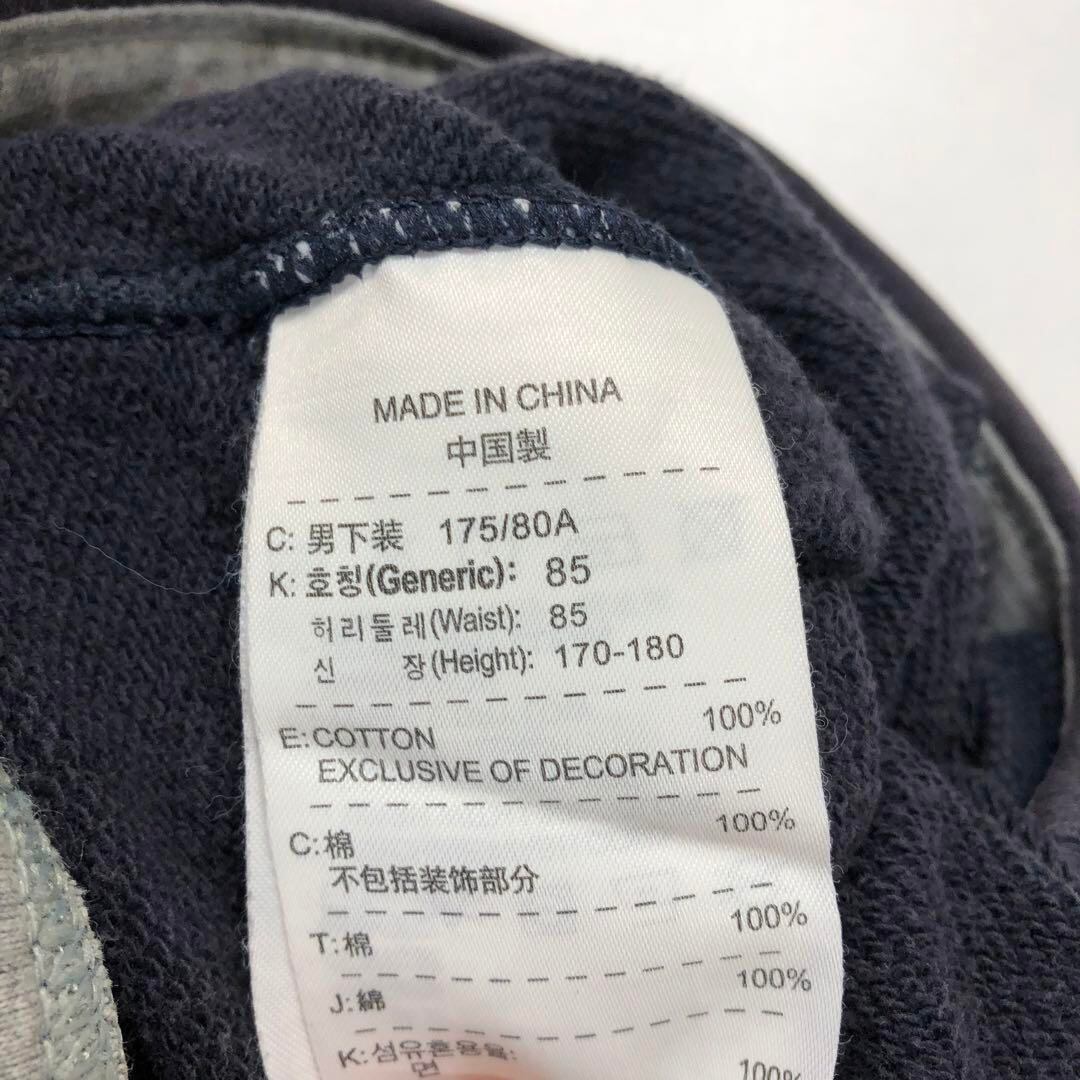 MADE IN CHINA
中国製
C: 男下装 175/80A
K: 호칭(Generic): 85
허리둘레(Waist): 85
신 장(Height): 170-180
E:COTTON 100%
EXCLUSIVE OF DECORATION
C:棉 100%
不包括装饰部分
T:棉 100%
J:綿 100%
K:섬유혼용율:
면 100%